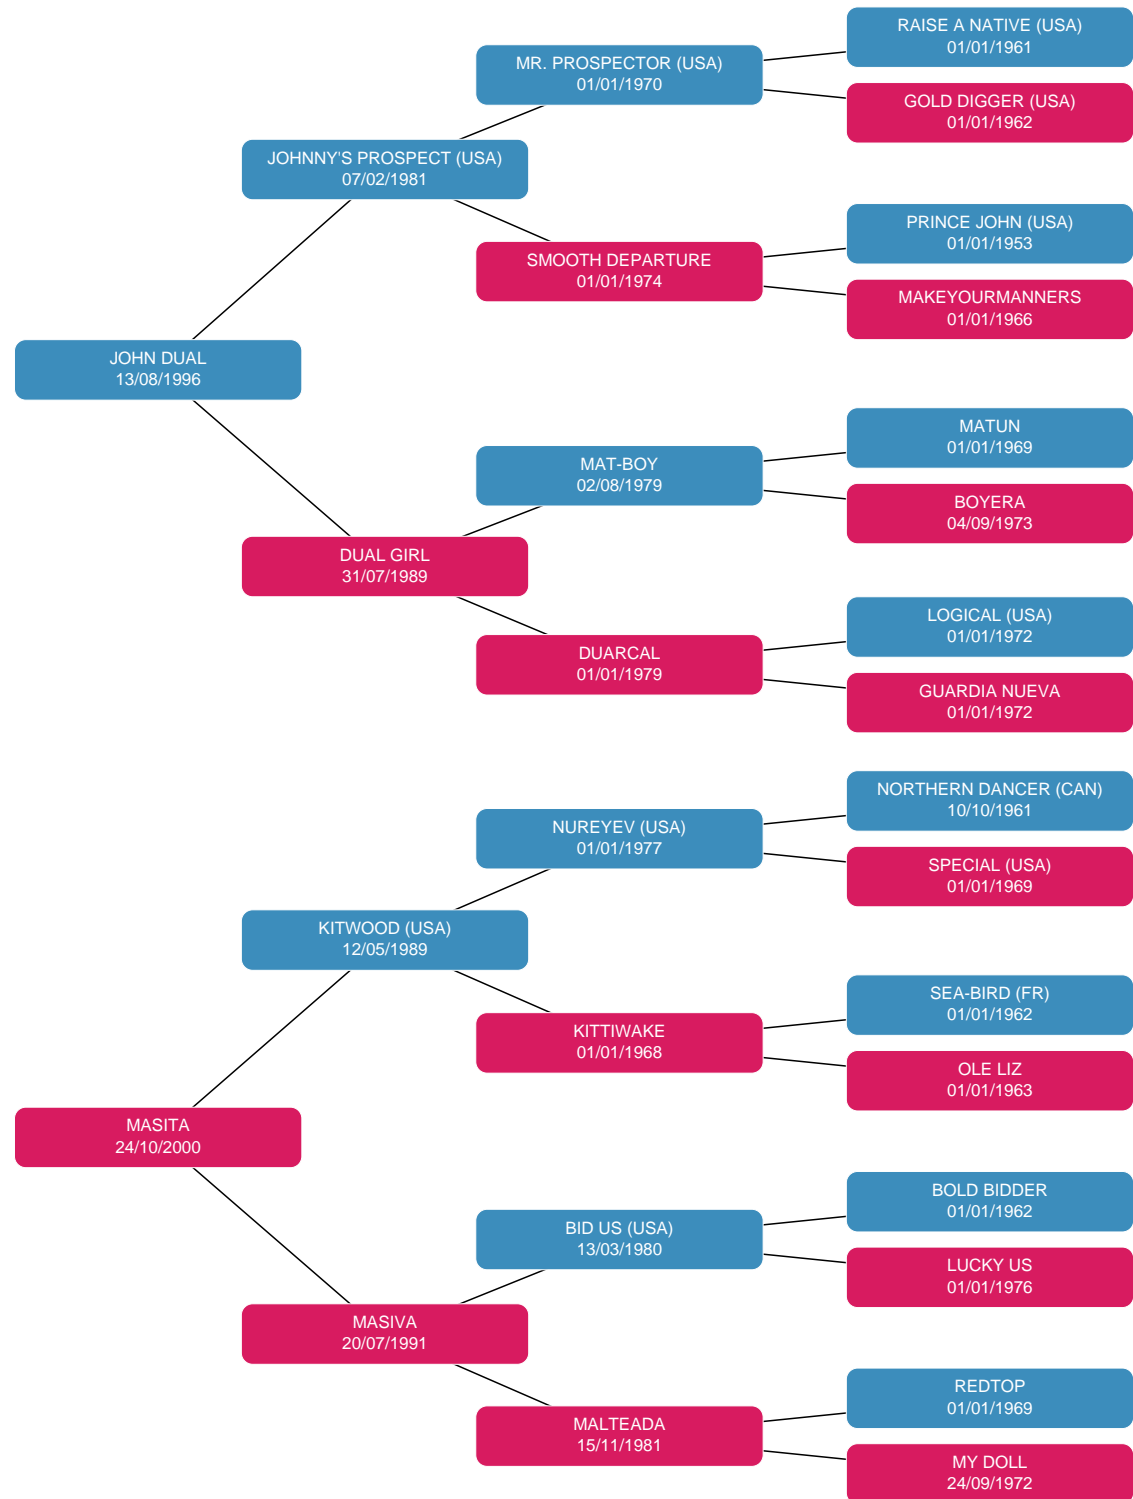 RAISE A NATIVE (USA)
01/01/1961
MR. PROSPECTOR (USA)
01/01/1970
GOLD DIGGER (USA)
01/01/1962
JOHNNY'S PROSPECT (USA)
07/02/1981
PRINCE JOHN (USA)
01/01/1953
SMOOTH DEPARTURE
01/01/1974
MAKEYOURMANNERS
01/01/1966
JOHN DUAL
13/08/1996
MATUN
01/01/1969
MAT-BOY
02/08/1979
BOYERA
04/09/1973
DUAL GIRL
31/07/1989
LOGICAL (USA)
01/01/1972
DUARCAL
01/01/1979
GUARDIA NUEVA
01/01/1972
NORTHERN DANCER (CAN)
10/10/1961
NUREYEV (USA)
01/01/1977
SPECIAL (USA)
01/01/1969
KITWOOD (USA)
12/05/1989
SEA-BIRD (FR)
01/01/1962
KITTIWAKE
01/01/1968
OLE LIZ
01/01/1963
MASITA
24/10/2000
BOLD BIDDER
01/01/1962
BID US (USA)
13/03/1980
LUCKY US
01/01/1976
MASIVA
20/07/1991
REDTOP
01/01/1969
MALTEADA
15/11/1981
MY DOLL
24/09/1972